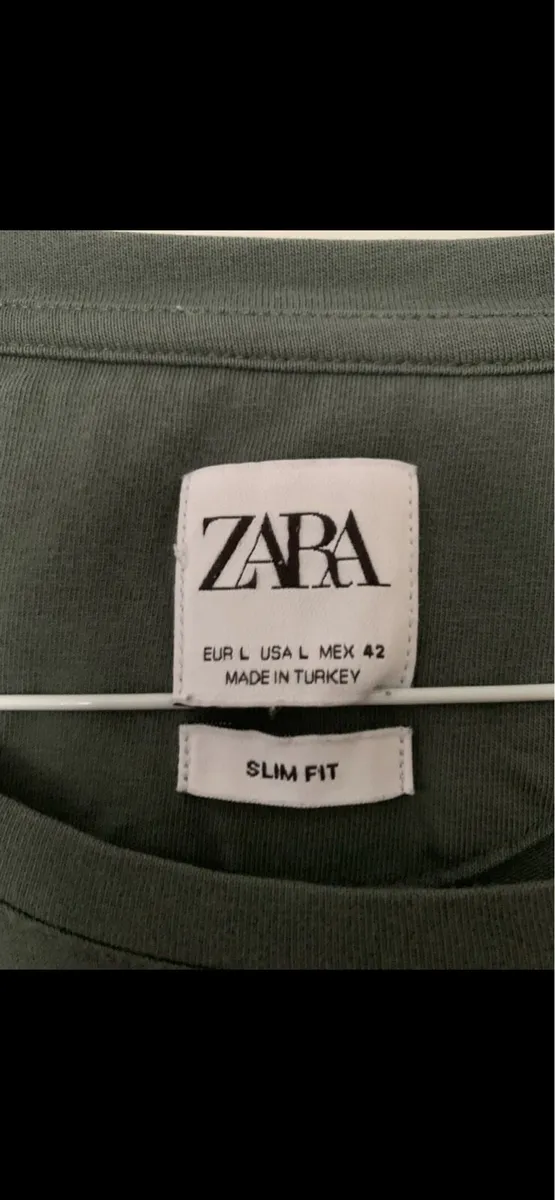 ZARA
EUR L USA L MEX 42
MADE IN TURKEY
SLIM FIT